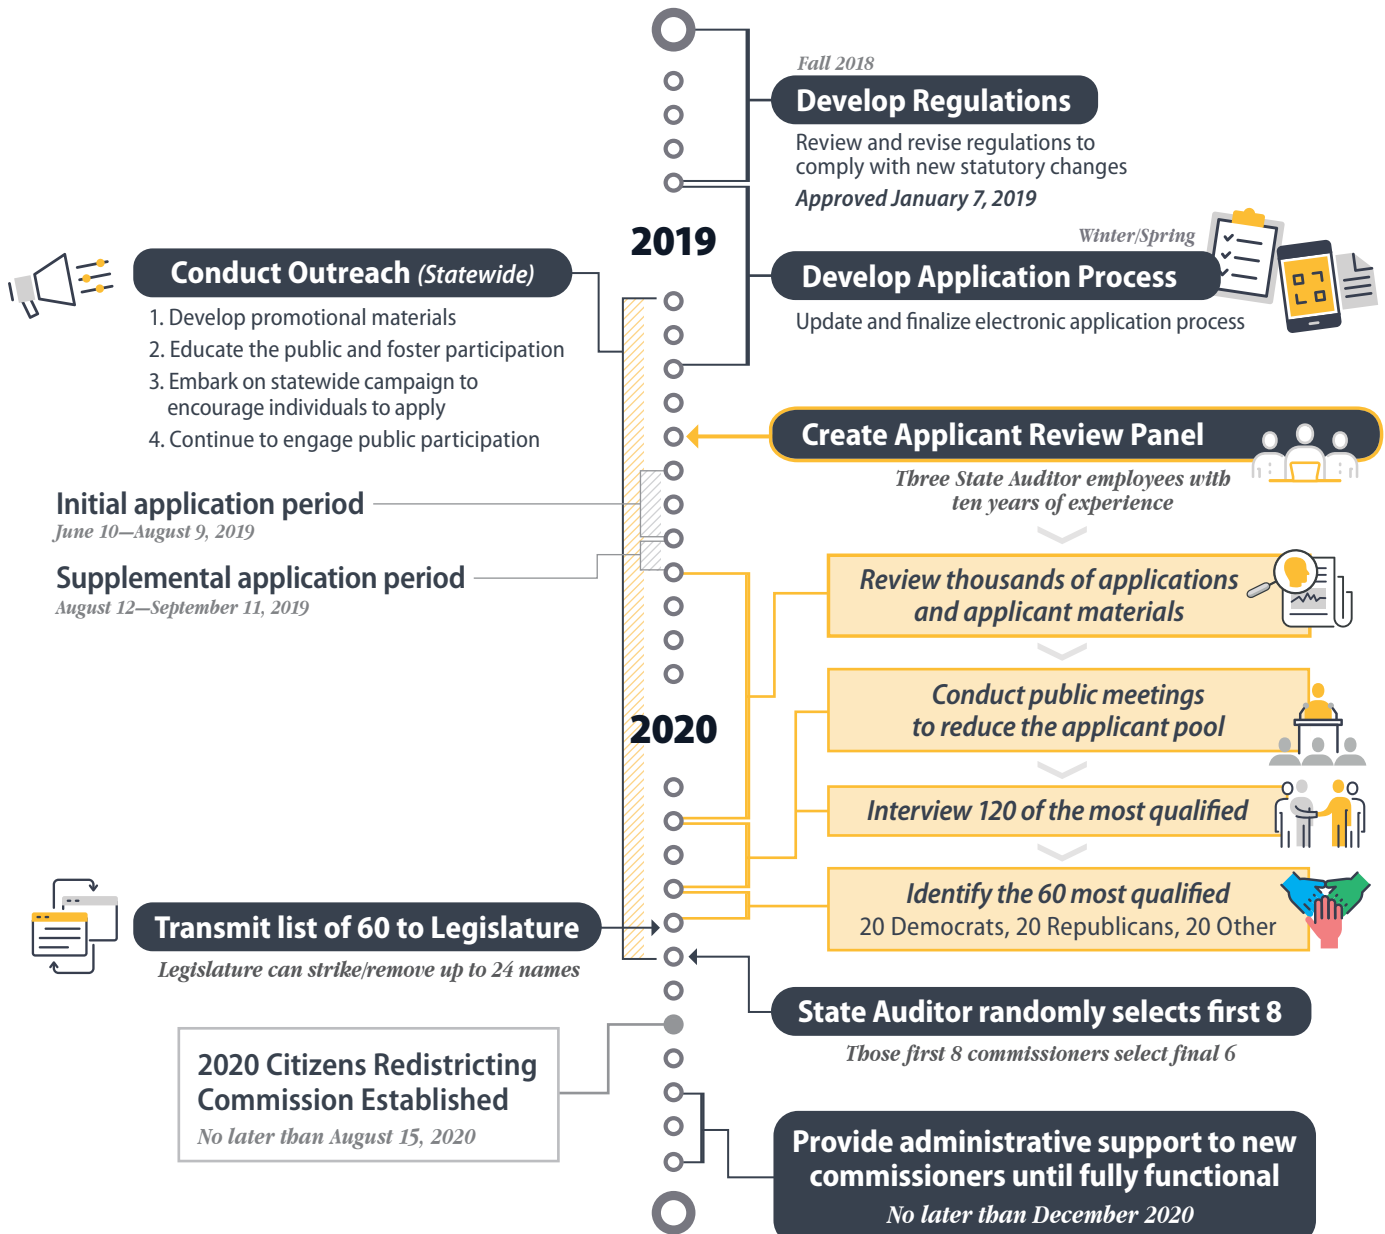 Fall 2018
Develop Regulations
Review and revise regulations to
comply with new statutory changes
Approved January 7, 2019
2019
Winter/Spring
Develop Application Process
Update and finalize electronic application process
Conduct Outreach (Statewide)
1. Develop promotional materials
2. Educate the public and foster participation
3. Embark on statewide campaign to
encourage individuals to apply
4. Continue to engage public participation
Create Applicant Review Panel
Three State Auditor employees with
ten years of experience
Initial application period
June 10—August 9, 2019
Supplemental application period
August 12—September 11, 2019
Review thousands of applications
and applicant materials
Conduct public meetings
to reduce the applicant pool
2020
Interview 120 of the most qualified
Identify the 60 most qualified
20 Democrats, 20 Republicans, 20 Other
Transmit list of 60 to Legislature
Legislature can strike/remove up to 24 names
State Auditor randomly selects first 8
Those first 8 commissioners select final 6
2020 Citizens Redistricting
Commission Established
No later than August 15, 2020
Provide administrative support to new
commissioners until fully functional
No later than December 2020